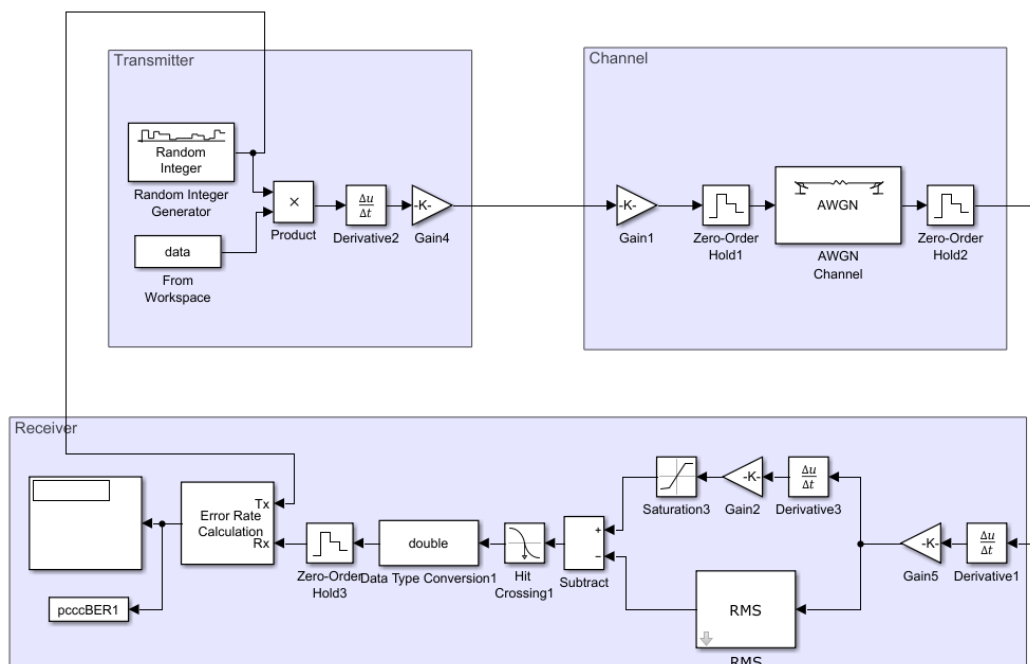 Transmitter
Random
Integer
Random Integer
Generator
data
From
Workspace
×
Product
Δu
Δt
Derivative2
-K-
Gain4
Channel
-K-
Gain1
Zero-Order
Hold1
AWGN
AWGN
Channel
Zero-Order
Hold2
Receiver
Tx
Error Rate
Calculation
Rx
pcccBER1
Zero-Order
Hold3
double
Data Type Conversion1
Hit
Crossing1
+
−
Subtract
Saturation3
-K-
Gain2
Δu
Δt
Derivative3
RMS
RMS
-K-
Gain5
Δu
Δt
Derivative1